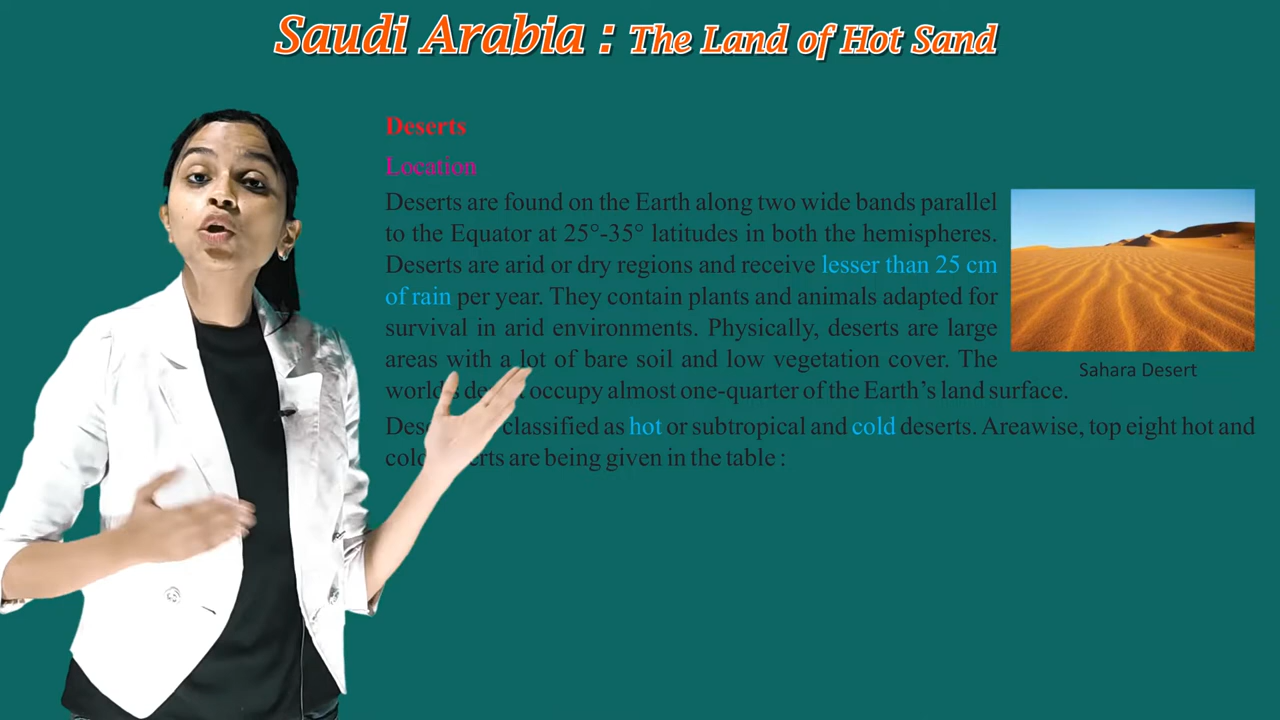 Saudi Arabia : The Land of Hot Sand
Deserts
Location
Deserts are found on the Earth along two wide bands parallel
to the Equator at 25°-35° latitudes in both the hemispheres.
Deserts are arid or dry regions and receive lesser than 25 cm
of rain per year. They contain plants and animals adapted for
survival in arid environments. Physically, deserts are large
areas with a lot of bare soil and low vegetation cover. The
occupy almost one-quarter of the Earth's land surface.
Sahara Desert
classified as hot or subtropical and cold deserts. Areawise, top eight hot and
are being given in the table :